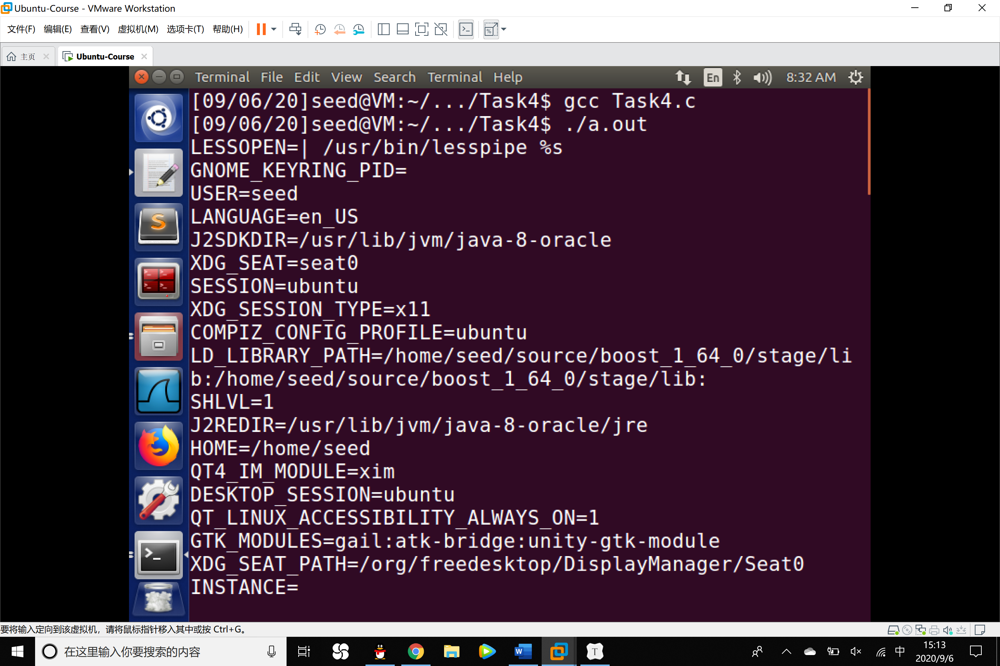 Ubuntu-Course - VMware Workstation
文件(F) 编辑(E) 查看(V) 虚拟机(M) 选项卡(T) 帮助(H)
主页 Ubuntu-Course
Terminal File Edit View Search Terminal Help En 8:32 AM
[09/06/20]seed@VM:~/.../Task4$ gcc Task4.c
[09/06/20]seed@VM:~/.../Task4$ ./a.out
LESSOPEN=| /usr/bin/lesspipe %s
GNOME_KEYRING_PID=
USER=seed
LANGUAGE=en_US
J2SDKDIR=/usr/lib/jvm/java-8-oracle
XDG_SEAT=seat0
SESSION=ubuntu
XDG_SESSION_TYPE=x11
COMPIZ_CONFIG_PROFILE=ubuntu
LD_LIBRARY_PATH=/home/seed/source/boost_1_64_0/stage/li
b:/home/seed/source/boost_1_64_0/stage/lib:
SHLVL=1
J2REDIR=/usr/lib/jvm/java-8-oracle/jre
HOME=/home/seed
QT4_IM_MODULE=xim
DESKTOP_SESSION=ubuntu
QT_LINUX_ACCESSIBILITY_ALWAYS_ON=1
GTK_MODULES=gail:atk-bridge:unity-gtk-module
XDG_SEAT_PATH=/org/freedesktop/DisplayManager/Seat0
INSTANCE=
要将输入定向到该虚拟机，请将鼠标指针移入其中或按 Ctrl+G。
在这里输入你要搜索的内容
中
15:13
2020/9/6